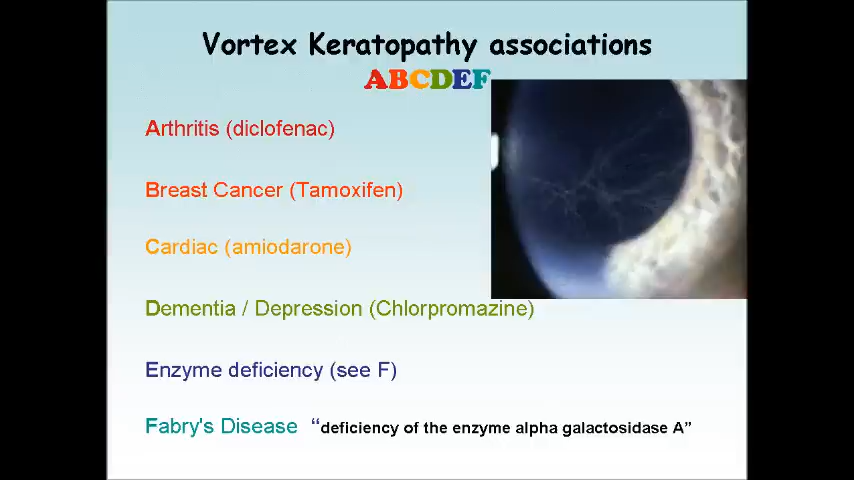 Vortex Keratopathy associations
ABCDEF
Arthritis (diclofenac)
Breast Cancer (Tamoxifen)
Cardiac (amiodarone)
Dementia / Depression (Chlorpromazine)
Enzyme deficiency (see F)
Fabry's Disease “deficiency of the enzyme alpha galactosidase A”